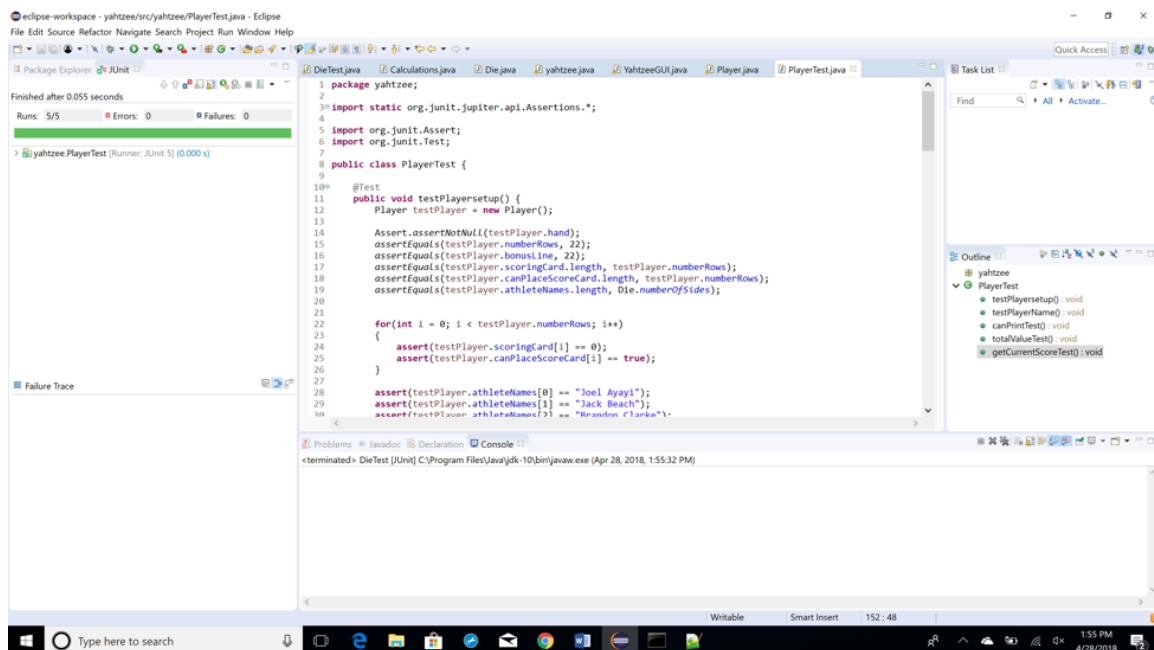 eclipse-workspace - yahtzee/src/yahtzee/PlayerTest.java - Eclipse
File Edit Source Refactor Navigate Search Project Run Window Help
Quick Access
Package Explorer JUnit
Finished after 0.055 seconds
Runs: 5/5 Errors: 0 Failures: 0
yahtzee.PlayerTest [Runner: JUnit 5] (0.000 s)
Failure Trace
DieTest.java Calculations.java Die.java yahtzee.java YahtzeeGUI.java Player.java PlayerTest.java
1 package yahtzee;
2
3 import static org.junit.jupiter.api.Assertions.*;
4
5 import org.junit.Assert;
6 import org.junit.Test;
7
8 public class PlayerTest {
9
10 @Test
11 public void testPlayersetup() {
12 Player testPlayer = new Player();
13
14 Assert.assertNotNull(testPlayer.hand);
15 assertEquals(testPlayer.numberRows, 22);
16 assertEquals(testPlayer.bonusLine, 22);
17 assertEquals(testPlayer.scoringCard.length, testPlayer.numberRows);
18 assertEquals(testPlayer.canPlaceScoreCard.length, testPlayer.numberRows);
19 assertEquals(testPlayer.athleteNames.length, Die.numberOfSides);
20
21
22 for(int i = 0; i < testPlayer.numberRows; i++)
23 {
24 assert(testPlayer.scoringCard[i] == 0);
25 assert(testPlayer.canPlaceScoreCard[i] == true);
26 }
27
28 assert(testPlayer.athleteNames[0] == "Joel Ayayi");
29 assert(testPlayer.athleteNames[1] == "Jack Beach");
30 assert(testPlayer.athleteNames[2] == "Brandon Clarke");
Task List
Find All Activate...
Outline
yahtzee
PlayerTest
testPlayersetup() : void
testPlayerName() : void
canPrintTest() : void
totalValueTest() : void
getCurrentScoreTest() : void
Problems Javadoc Declaration Console
<terminated> DieTest [JUnit] C:\Program Files\Java\jdk-10\bin\javaw.exe (Apr 28, 2018, 1:55:32 PM)
Writable Smart Insert 152 : 48
Type here to search
1:55 PM
4/28/2018